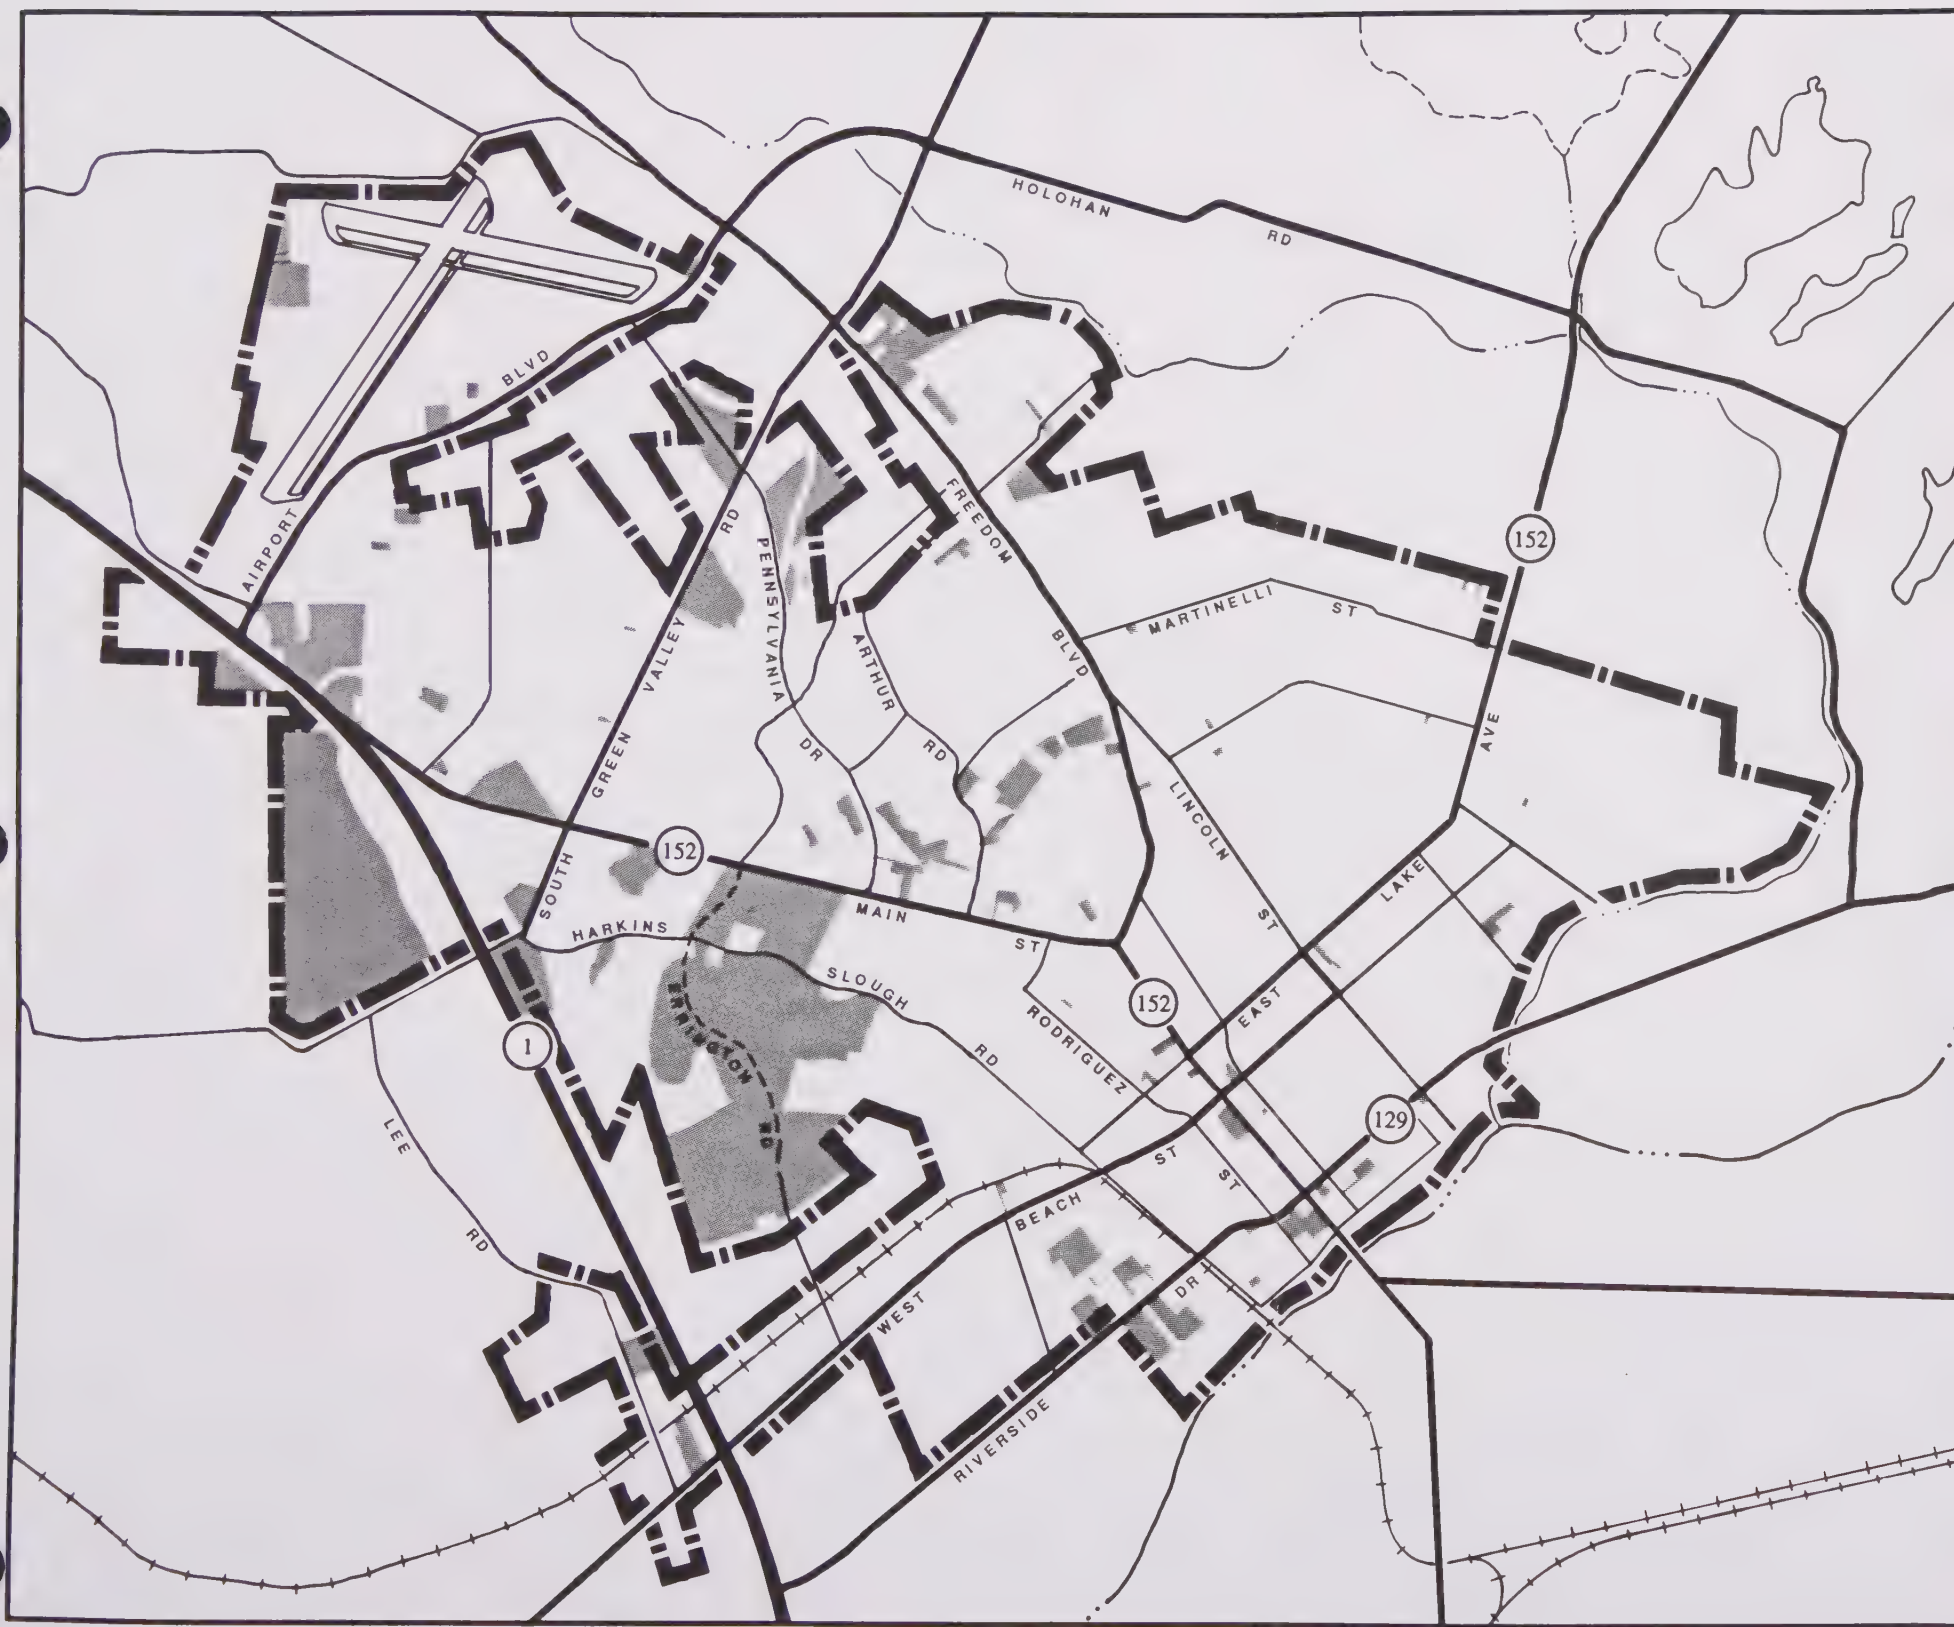 HOLOHAN
RD
BLVD
AIRPORT
FREEDOM
BLVD
152
MARTINELLI
ST
RD
VALLEY
GREEN
SOUTH
PENNSYLVANIA
DR
ARTHUR
RD
AVE
LAKE
EAST
LINCOLN
ST
152
MAIN
ST
HARKINS
SLOUGH
RD
ERRINGTON
RD
RODRIGUEZ
ST
152
1
129
LEE
RD
WEST
BEACH
ST
RIVERSIDE
DR